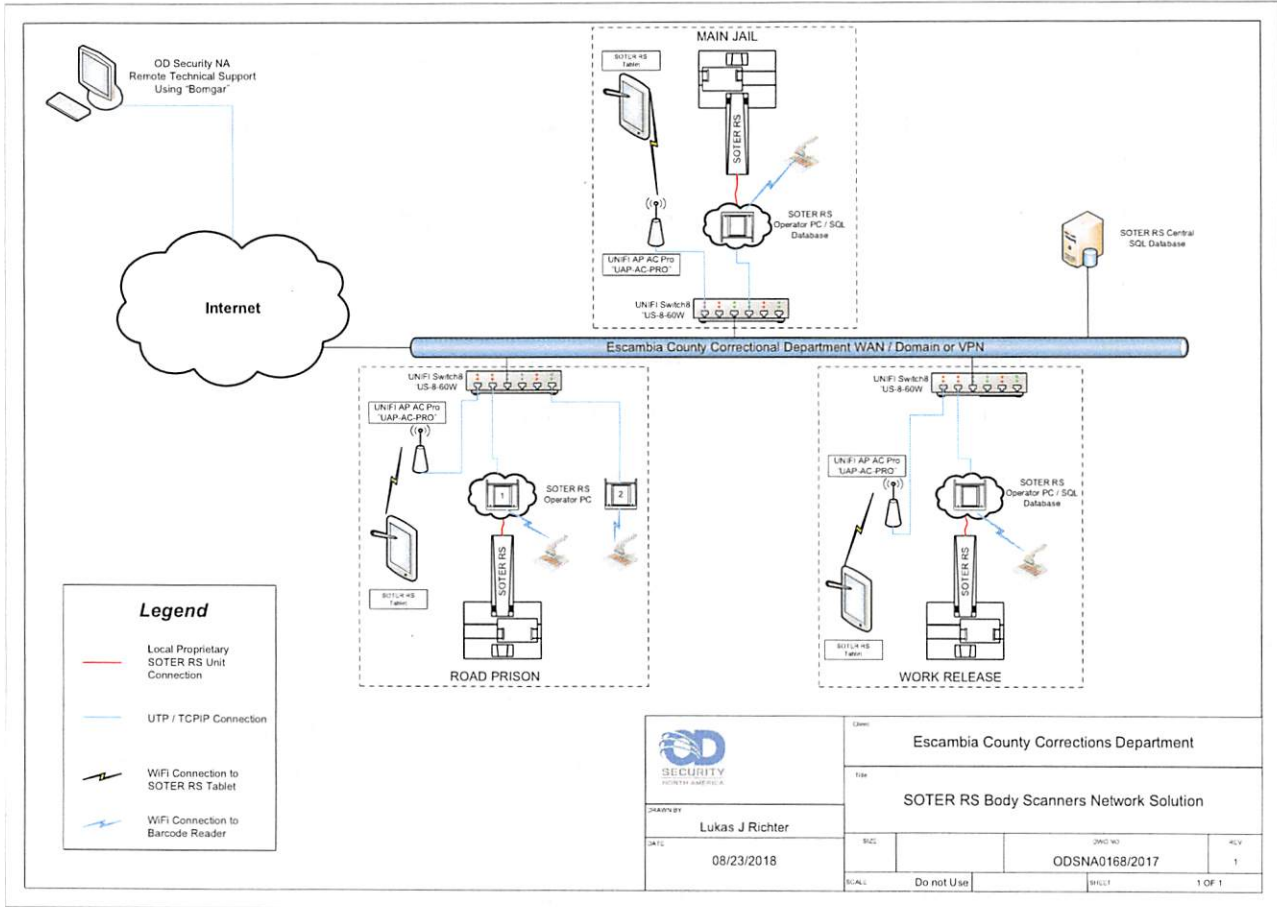 OD Security NA
Remote Technical Support
Using "Bomgar"
Internet
MAIN JAIL
SOTER RS
Tablet
SOTER RS
UNIFI AP AC Pro
"UAP-AC-PRO"
SOTER RS
Operator PC / SQL
Database
UNIFI Switch8
"US-8-60W
SOTER RS Central
SQL Database
Escambia County Correctional Department WAN / Domain or VPN
UNIFI Switch8
"US-8-60W
UNIFI AP AC Pro
"UAP-AC-PRO"
1
SOTER RS
Operator PC
2
SOTER RS
Tablet
SOTER RS
ROAD PRISON
UNIFI Switch8
"US-8-60W
UNIFI AP AC Pro
"UAP-AC-PRO"
SOTER RS
Operator PC / SQL
Database
SOTER RS
Tablet
SOTER RS
WORK RELEASE
Legend
Local Proprietary
SOTER RS Unit
Connection
UTP / TCPIP Connection
WiFi Connection to
SOTER RS Tablet
WiFi Connection to
Barcode Reader
OD
SECURITY
NORTH AMERICA
DRAWN BY
Lukas J Richter
DATE
08/23/2018
Client
Escambia County Corrections Department
Title
SOTER RS Body Scanners Network Solution
SIZE
DWG NO
ODSNA0168/2017
REV
1
SCALE
Do not Use
SHEET
1 OF 1